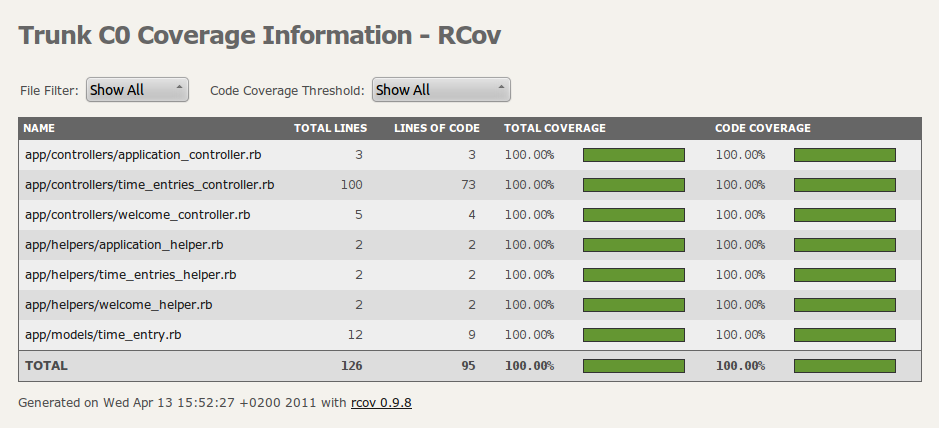 Trunk C0 Coverage Information - RCov
File Filter: Show All Code Coverage Threshold: Show All
NAME TOTAL LINES LINES OF CODE TOTAL COVERAGE CODE COVERAGE
app/controllers/application_controller.rb 3 3 100.00% 100.00%
app/controllers/time_entries_controller.rb 100 73 100.00% 100.00%
app/controllers/welcome_controller.rb 5 4 100.00% 100.00%
app/helpers/application_helper.rb 2 2 100.00% 100.00%
app/helpers/time_entries_helper.rb 2 2 100.00% 100.00%
app/helpers/welcome_helper.rb 2 2 100.00% 100.00%
app/models/time_entry.rb 12 9 100.00% 100.00%
TOTAL 126 95 100.00% 100.00%
Generated on Wed Apr 13 15:52:27 +0200 2011 with rcov 0.9.8